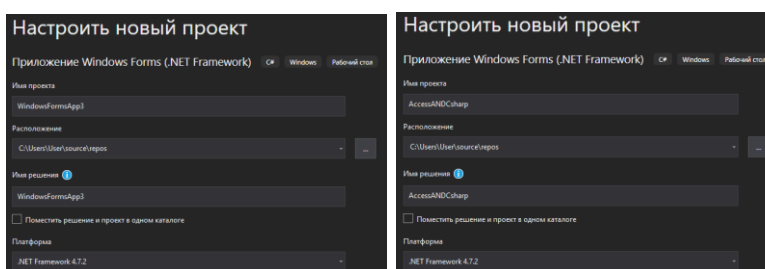 Настроить новый проект
Приложение Windows Forms (.NET Framework) C# Windows Рабочий стол
Имя проекта
WindowsFormsApp3
Расположение
C:\Users\User\source\repos
...
Имя решения
WindowsFormsApp3
Поместить решение и проект в одном каталоге
Платформа
.NET Framework 4.7.2
Настроить новый проект
Приложение Windows Forms (.NET Framework) C# Windows Рабочий стол
Имя проекта
AccessANDCsharp
Расположение
C:\Users\User\source\repos
...
Имя решения
AccessANDCsharp
Поместить решение и проект в одном каталоге
Платформа
.NET Framework 4.7.2